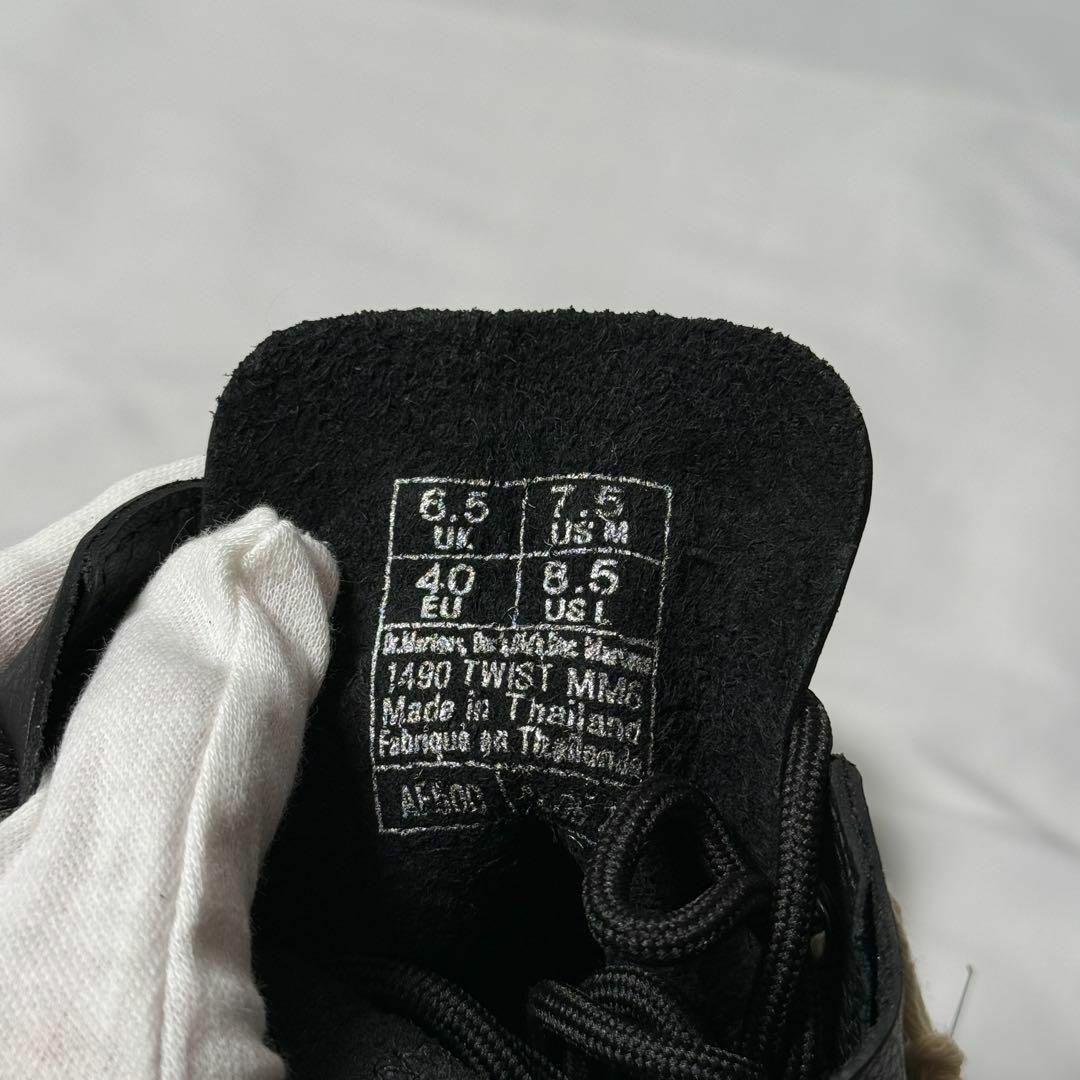 6.5 7.5
UK US M
40 8.5
EU US L
1490 TWIST MM6
Made in Thailand
Fabriqué en Thaïlande